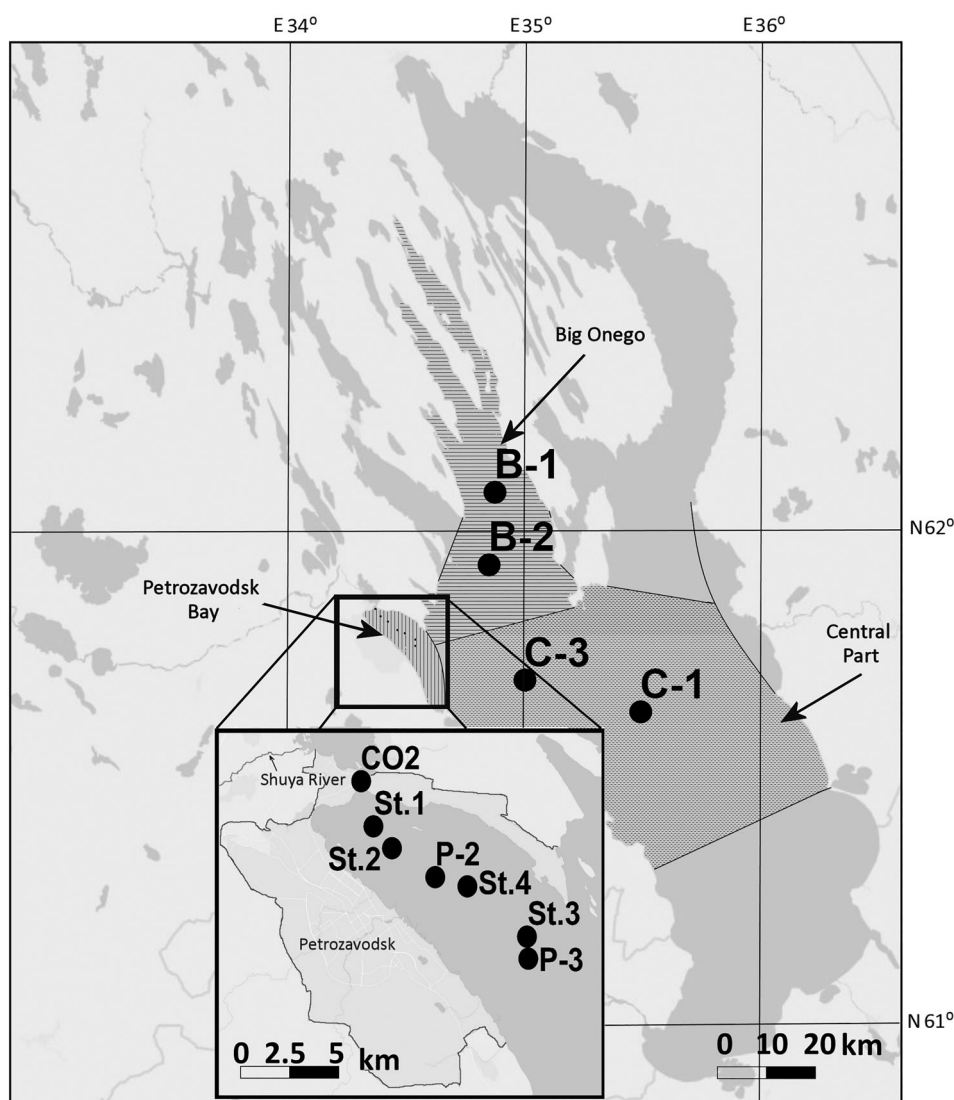 E34° E35° E36°
Big Onego
B-1
N62°
B-2
Petrozavodsk
Bay
Central
Part
C-3
C-1
CO2
Shuya River
St.1
St.2
P-2
St.4
St.3
Petrozavodsk
P-3
N61°
0 2.5 5 km
0 10 20 km